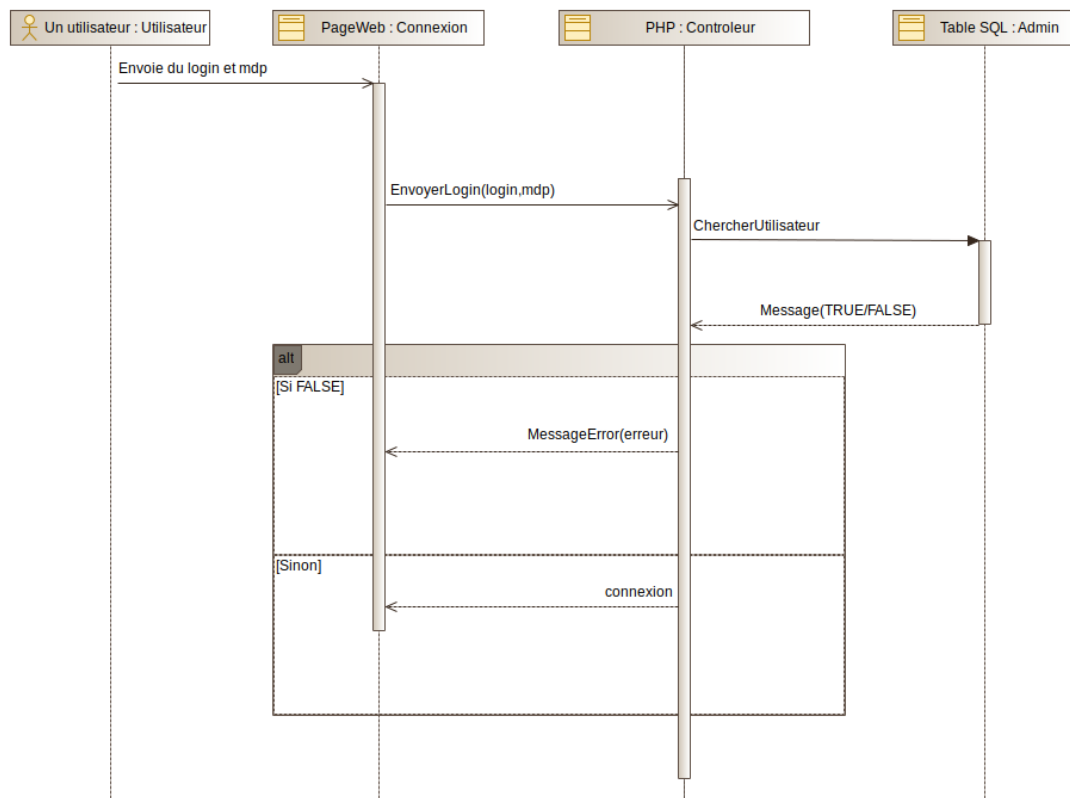 Un utilisateur : Utilisateur
PageWeb : Connexion
PHP : Controleur
Table SQL : Admin
Envoie du login et mdp
EnvoyerLogin(login,mdp)
ChercherUtilisateur
Message(TRUE/FALSE)
alt
[Si FALSE]
MessageError(erreur)
[Sinon]
connexion